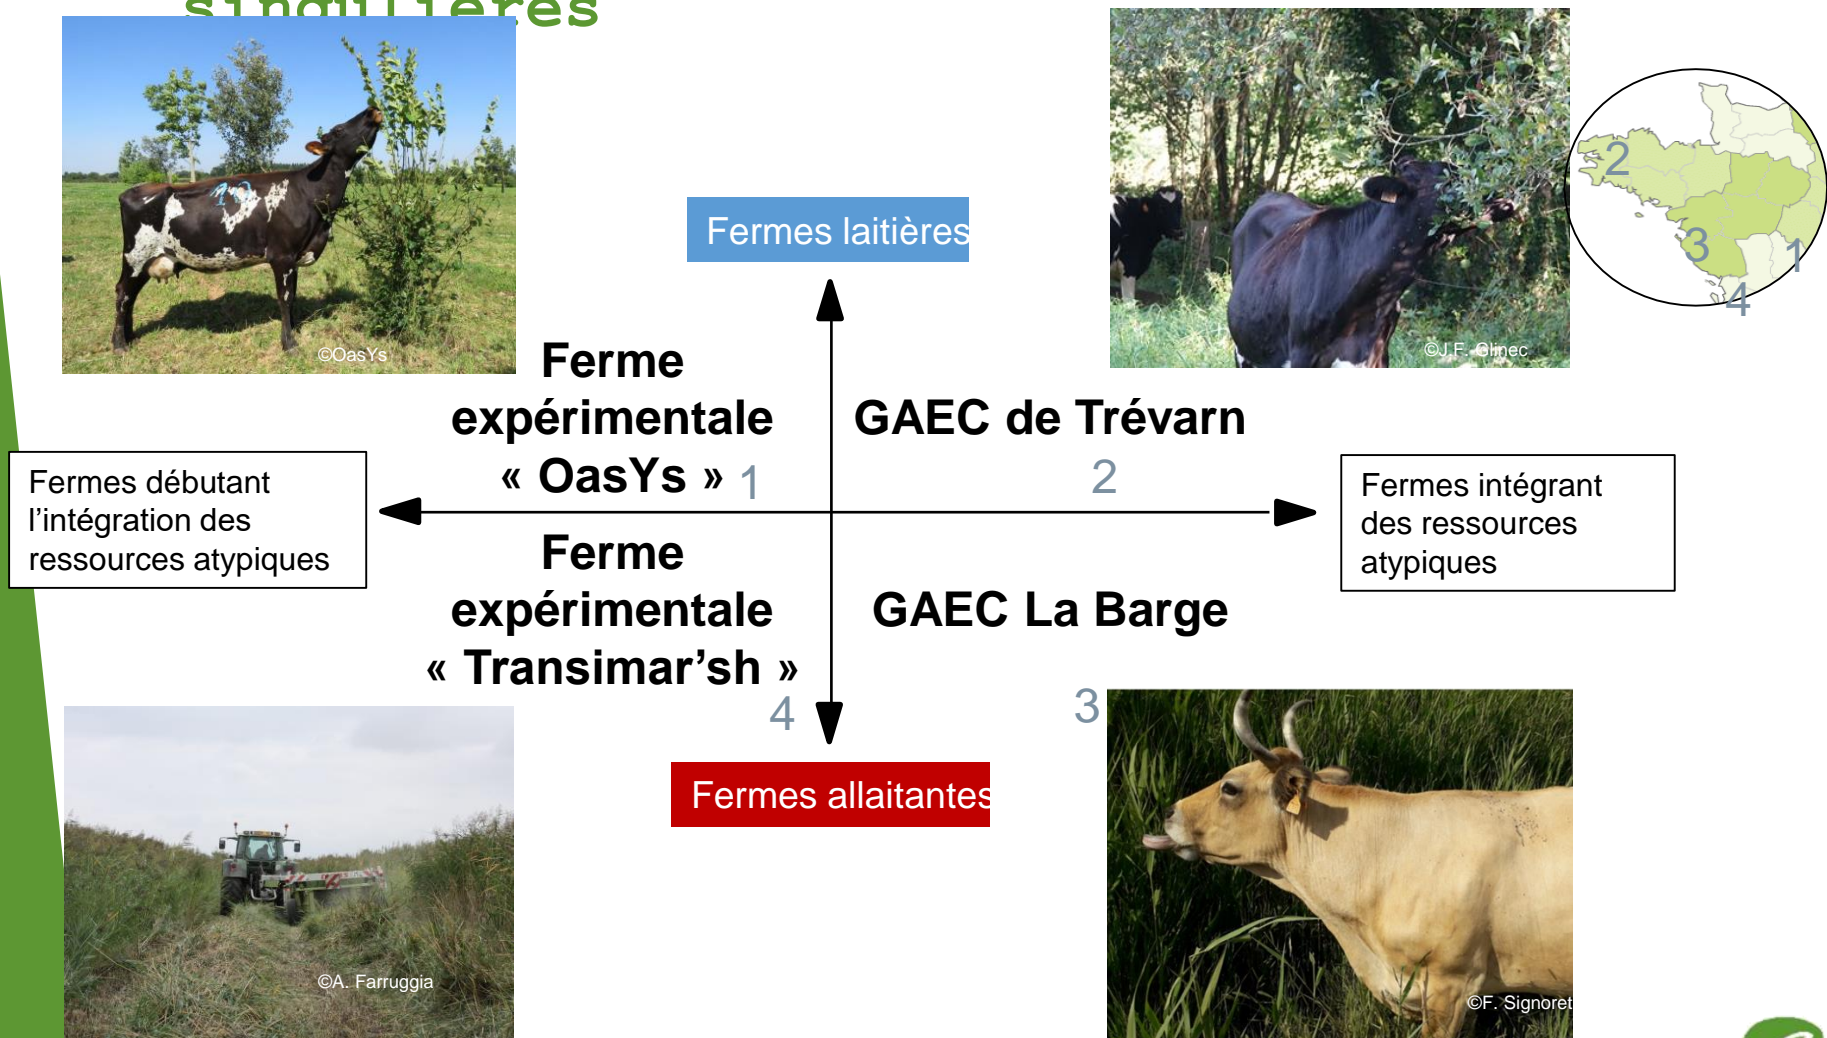 singulières
©OasYs
©J.F. Glinec
2
3
1
4
Fermes laitières
Ferme
expérimentale
« OasYs » 1
GAEC de Trévarn
2
Fermes débutant
l’intégration des
ressources atypiques
Fermes intégrant
des ressources
atypiques
Ferme
expérimentale
« Transimar’sh »
4
GAEC La Barge
3
Fermes allaitantes
©A. Farruggia
©F. Signoret